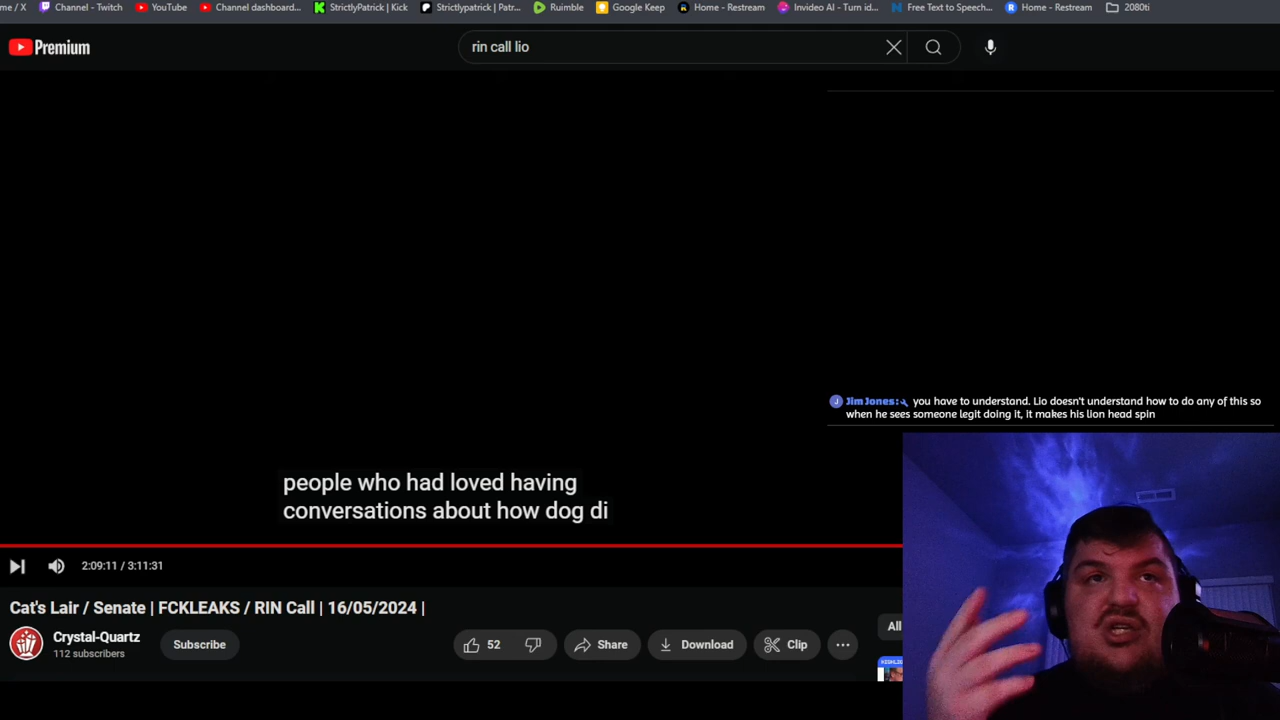 me / X Channel - Twitch YouTube Channel dashboard... StrictlyPatrick | Kick Strictlypatrick | Patr... Rumble Google Keep Home - Restream Invideo AI - Turn id... Free Text to Speech... Home - Restream 2080ti
Premium
rin call lio
J Jim Jones: you have to understand. Lio doesn't understand how to do any of this so
when he sees someone legit doing it, it makes his lion head spin
people who had loved having
conversations about how dog di
2:09:11 / 3:11:31
Cat's Lair / Senate | FCKLEAKS / RIN Call | 16/05/2024 |
All
Crystal-Quartz
112 subscribers
Subscribe
52
Share
Download
Clip